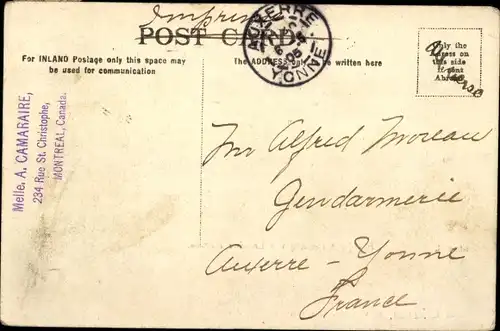 Imprimé
POST CARD
AUXERRE
YONNE
For INLAND Postage only this space may
be used for communication
The ADDRESS only to be written here
Only the
Address on
this side
if sent
Abroad
Melle. A. CAMARAIRE,
234 Rue St. Christophe,
MONTREAL, Canada.
Mr Alfred Moreau
Gendarmerie
Auxerre - Yonne
France